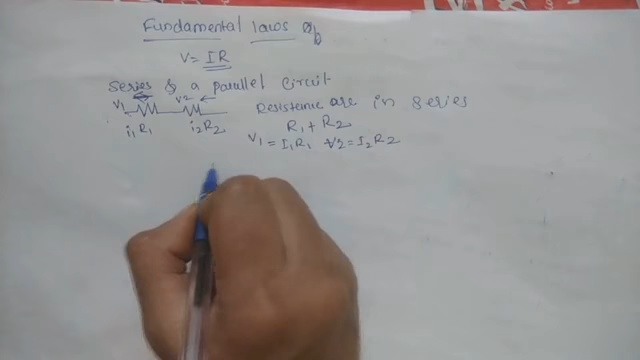 Fundamental laws of
V = IR
Series & a parallel Circuit
V1 V2 Resistance are in series
i1R1 i2R2 R1 + R2
V1 = I1R1 V2 = I2R2